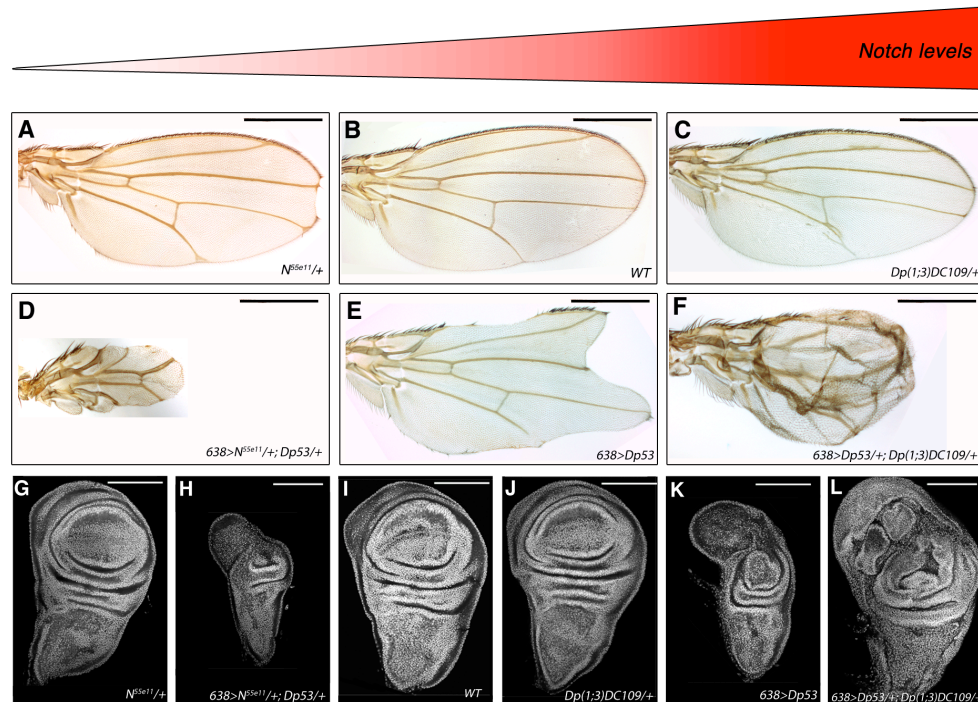 Notch levels
A
N55e11/+
B
WT
C
Dp(1;3)DC109/+
D
638>N55e11/+; Dp53/+
E
638>Dp53
F
638>Dp53/+; Dp(1;3)DC109/+
G
N55e11/+
H
638>N55e11/+; Dp53/+
I
WT
J
Dp(1;3)DC109/+
K
638>Dp53
L
638>Dp53/+; Dp(1;3)DC109/+